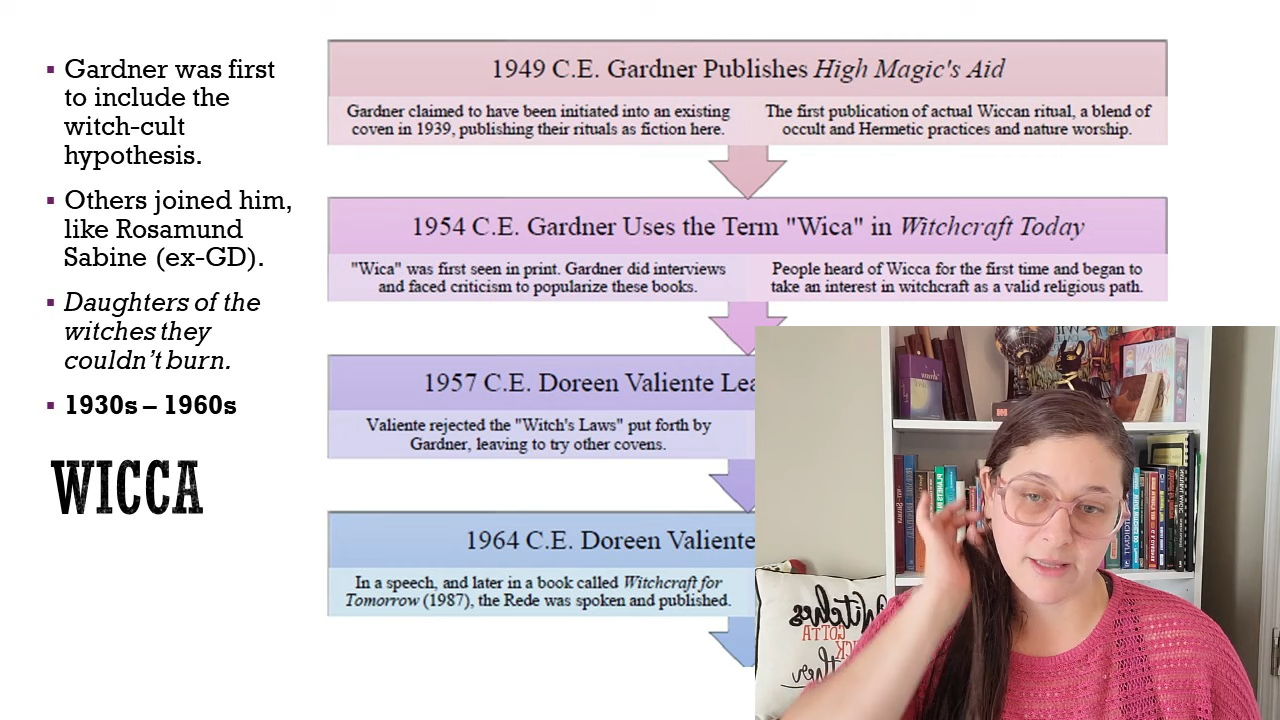 Gardner was first
to include the
witch-cult
hypothesis.
Others joined him,
like Rosamund
Sabine (ex-GD).
Daughters of the
witches they
couldn't burn.
1930s – 1960s
WICCA
1949 C.E. Gardner Publishes High Magic's Aid
Gardner claimed to have been initiated into an existing
coven in 1939, publishing their rituals as fiction here.
The first publication of actual Wiccan ritual, a blend of
occult and Hermetic practices and nature worship.
1954 C.E. Gardner Uses the Term "Wica" in Witchcraft Today
"Wica" was first seen in print. Gardner did interviews
and faced criticism to popularize these books.
People heard of Wicca for the first time and began to
take an interest in witchcraft as a valid religious path.
1957 C.E. Doreen Valiente Lea
Valiente rejected the "Witch's Laws" put forth by
Gardner, leaving to try other covens.
1964 C.E. Doreen Valiente
In a speech, and later in a book called Witchcraft for
Tomorrow (1987), the Rede was spoken and published.
Witches
GOTTA